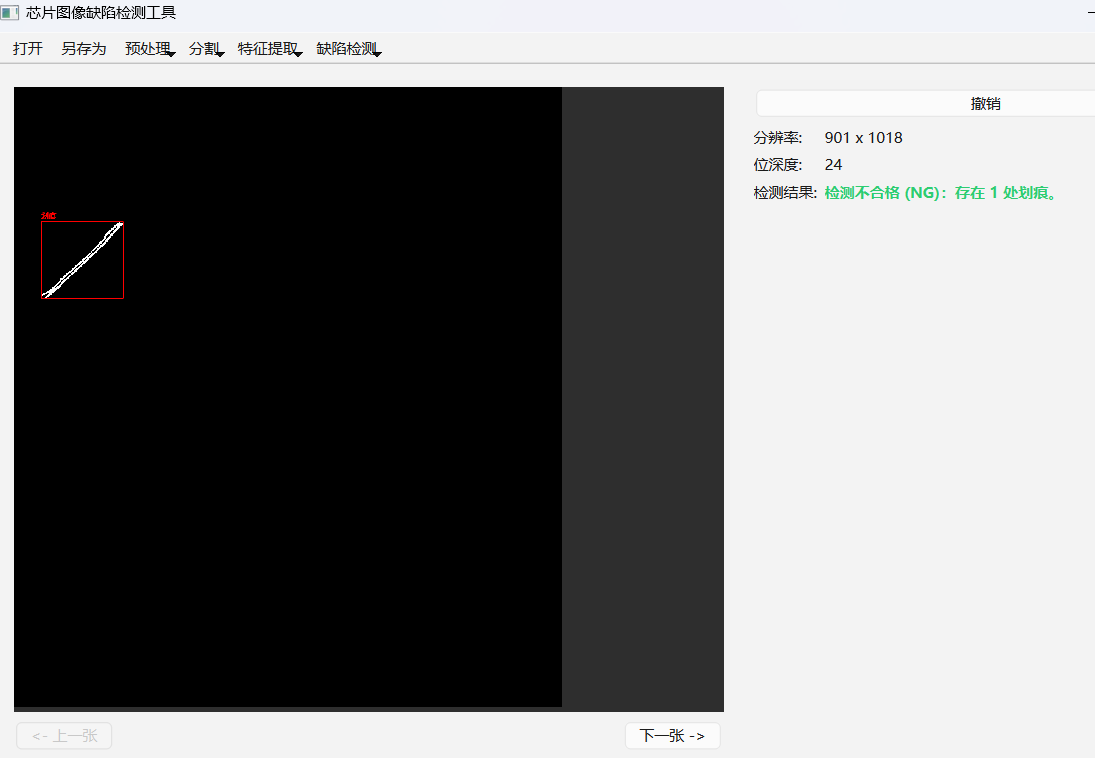 芯片图像缺陷检测工具
打开 另存为 预处理 分割 特征提取 缺陷检测
撤销
分辨率: 901 x 1018
位深度: 24
检测结果: 检测不合格 (NG)：存在 1 处划痕。
<- 上一张 下一张 ->